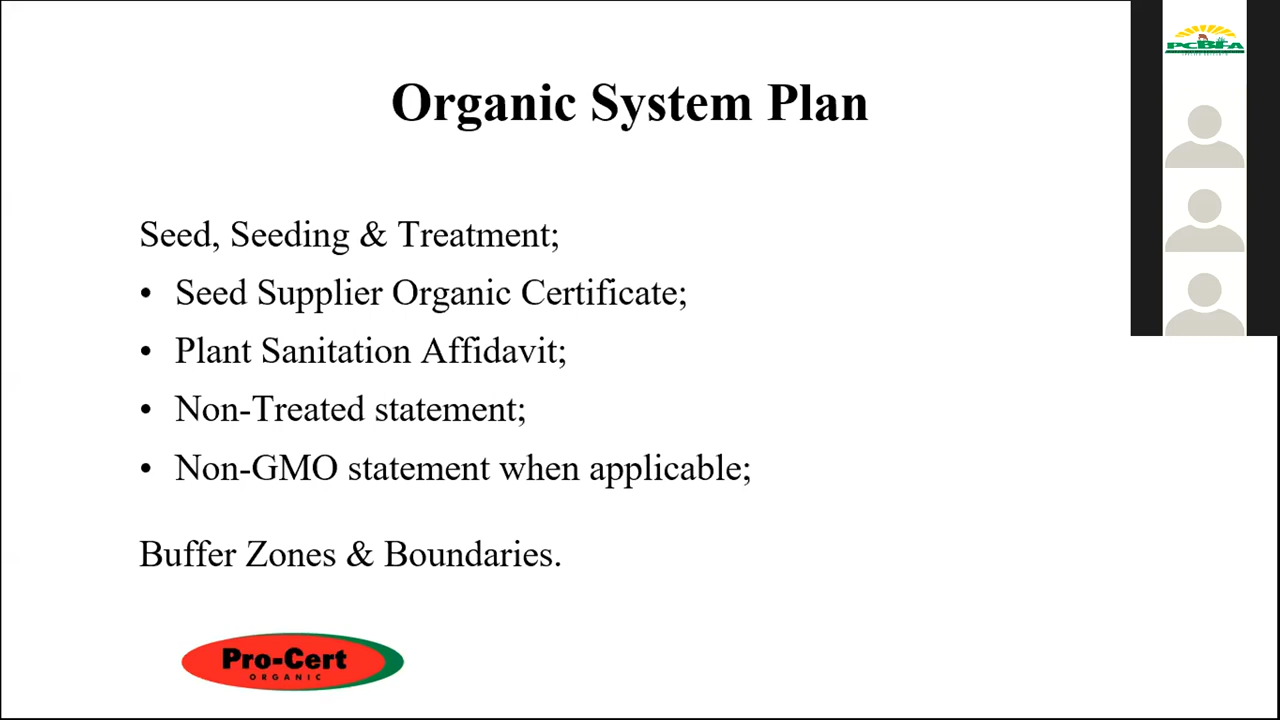 Organic System Plan
Seed, Seeding & Treatment;
• Seed Supplier Organic Certificate;
• Plant Sanitation Affidavit;
• Non-Treated statement;
• Non-GMO statement when applicable;
Buffer Zones & Boundaries.
Pro-Cert
ORGANIC
PCBFA